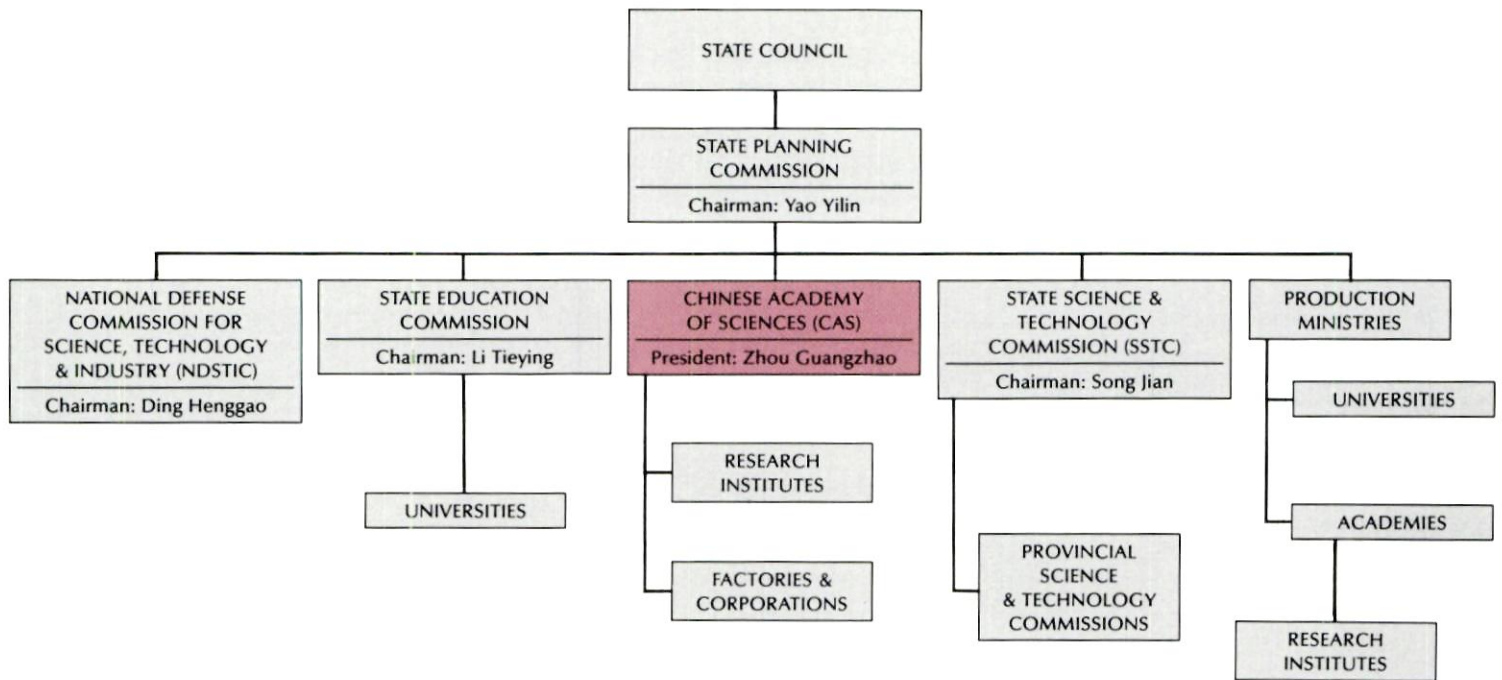 STATE COUNCIL
STATE PLANNING
COMMISSION
Chairman: Yao Yilin
NATIONAL DEFENSE
COMMISSION FOR
SCIENCE, TECHNOLOGY
& INDUSTRY (NDSTIC)
Chairman: Ding Henggao
STATE EDUCATION
COMMISSION
Chairman: Li Tieying
UNIVERSITIES
CHINESE ACADEMY
OF SCIENCES (CAS)
President: Zhou Guangzhao
RESEARCH
INSTITUTES
FACTORIES &
CORPORATIONS
STATE SCIENCE &
TECHNOLOGY
COMMISSION (SSTC)
Chairman: Song Jian
PROVINCIAL
SCIENCE
& TECHNOLOGY
COMMISSIONS
PRODUCTION
MINISTRIES
UNIVERSITIES
ACADEMIES
RESEARCH
INSTITUTES